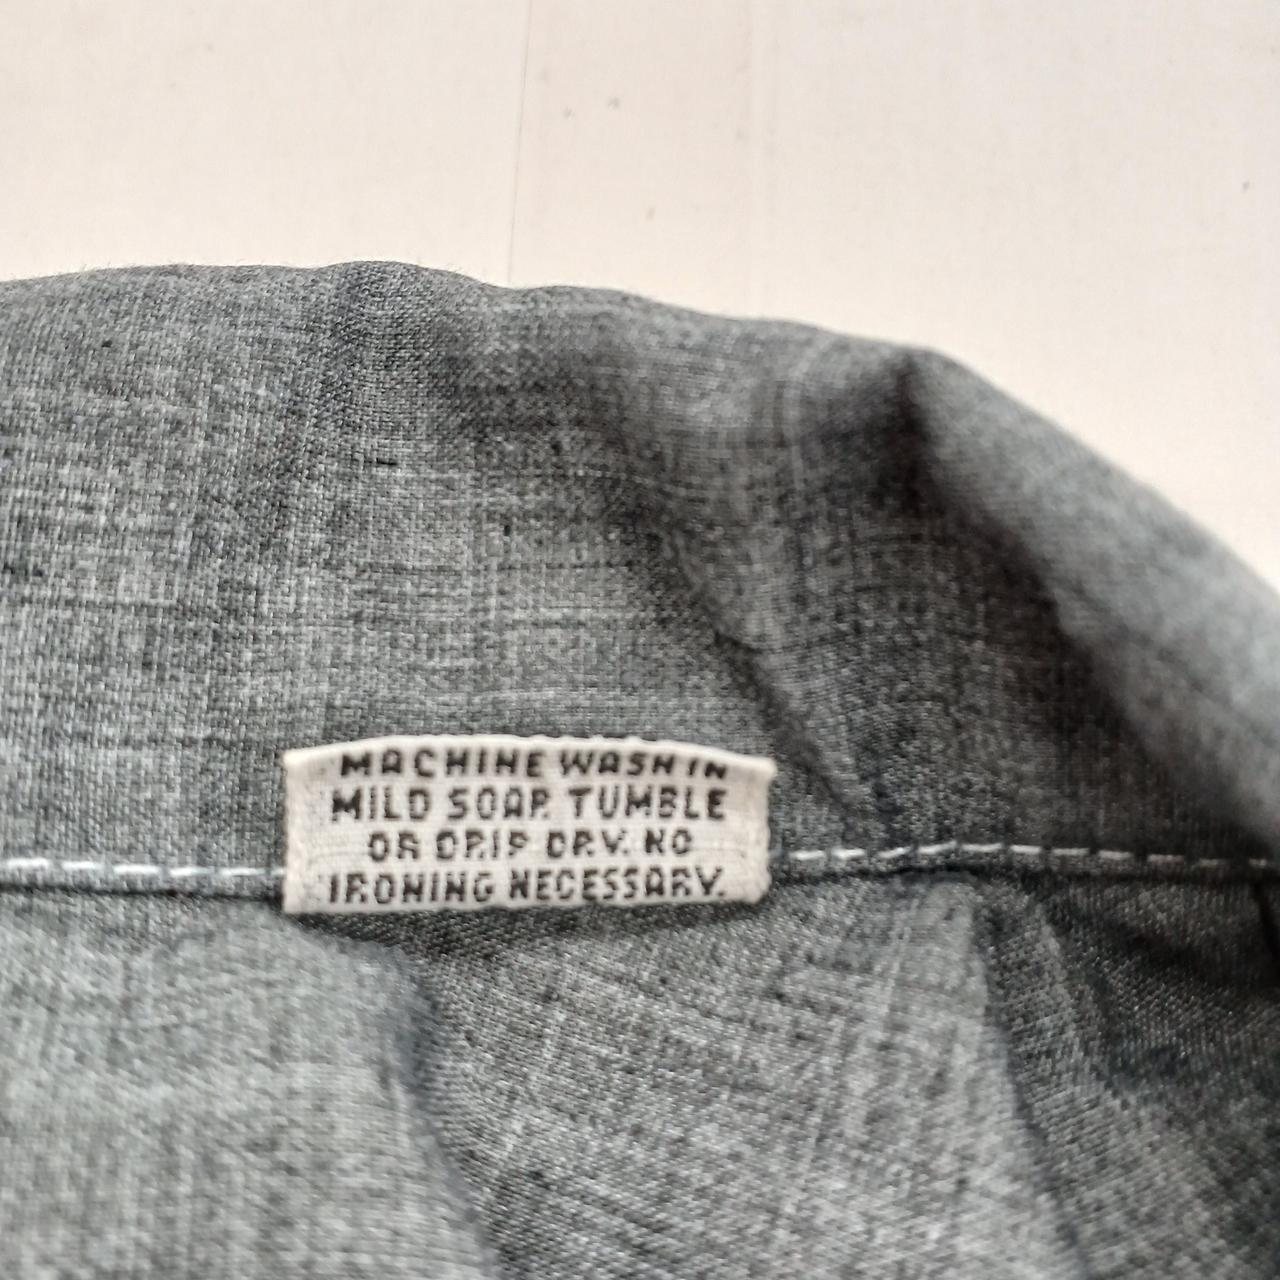 MACHINE WASH IN
MILD SOAP. TUMBLE
OR DRIP DRY. NO
IRONING NECESSARY.